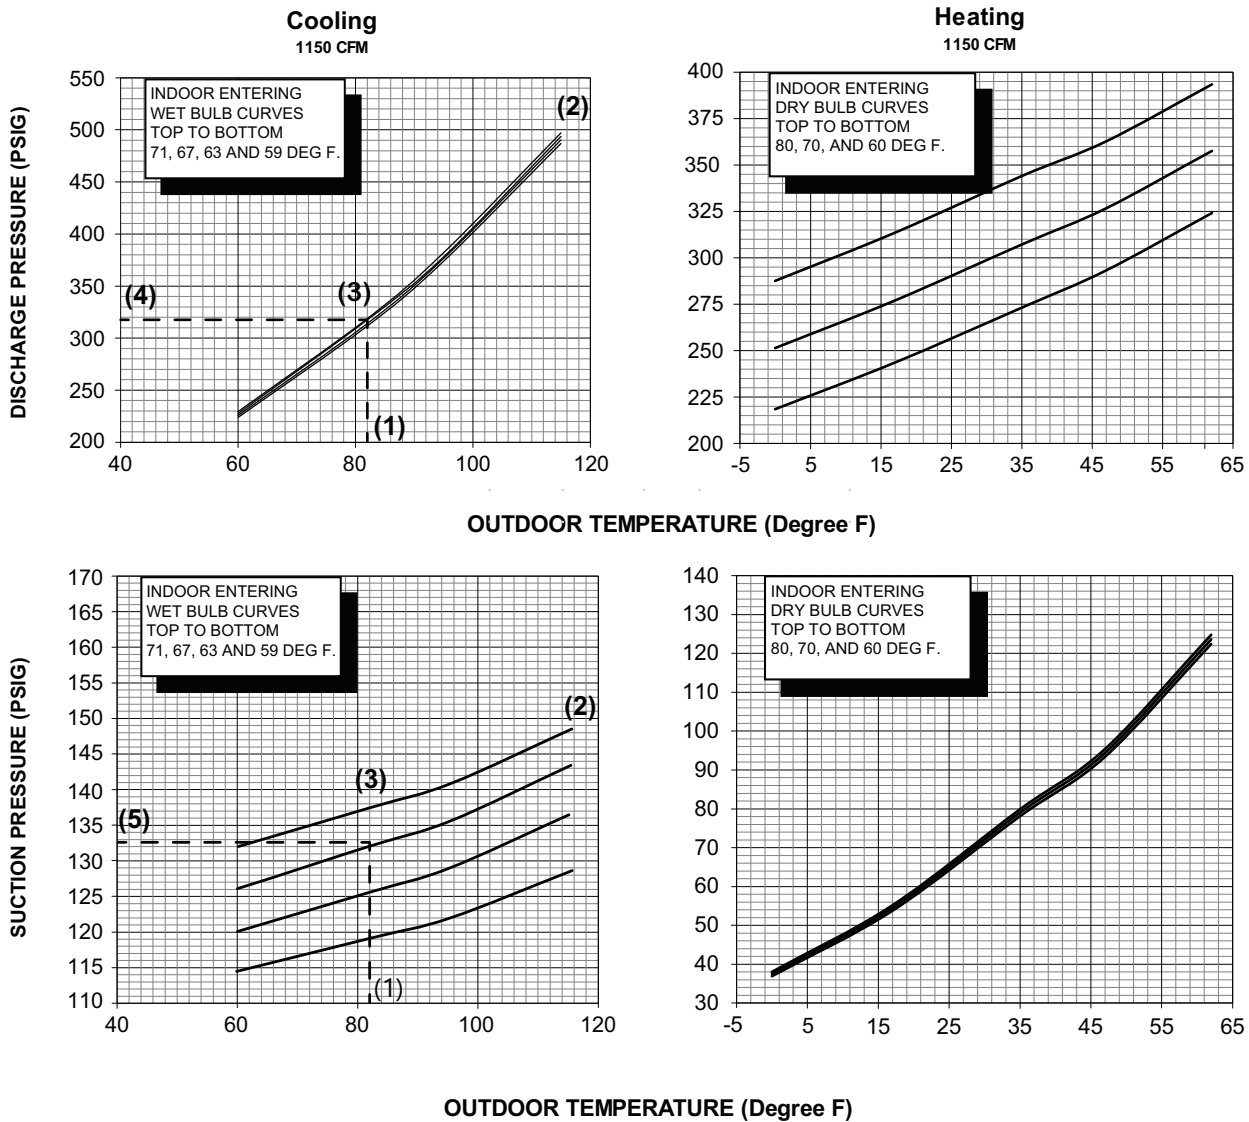 Cooling
1150 CFM
Heating
1150 CFM
DISCHARGE PRESSURE (PSIG)
550
500
450
400
350
300
250
200
INDOOR ENTERING
WET BULB CURVES
TOP TO BOTTOM
71, 67, 63 AND 59 DEG F.
(2)
(3)
(4)
(1)
40 60 80 100 120
400
375
350
325
300
275
250
225
200
INDOOR ENTERING
DRY BULB CURVES
TOP TO BOTTOM
80, 70, AND 60 DEG F.
-5 5 15 25 35 45 55 65
OUTDOOR TEMPERATURE (Degree F)
SUCTION PRESSURE (PSIG)
170
165
160
155
150
145
140
135
130
125
120
115
110
INDOOR ENTERING
WET BULB CURVES
TOP TO BOTTOM
71, 67, 63 AND 59 DEG F.
(2)
(3)
(5)
(1)
40 60 80 100 120
140
130
120
110
100
90
80
70
60
50
40
30
INDOOR ENTERING
DRY BULB CURVES
TOP TO BOTTOM
80, 70, AND 60 DEG F.
-5 5 15 25 35 45 55 65
OUTDOOR TEMPERATURE (Degree F)